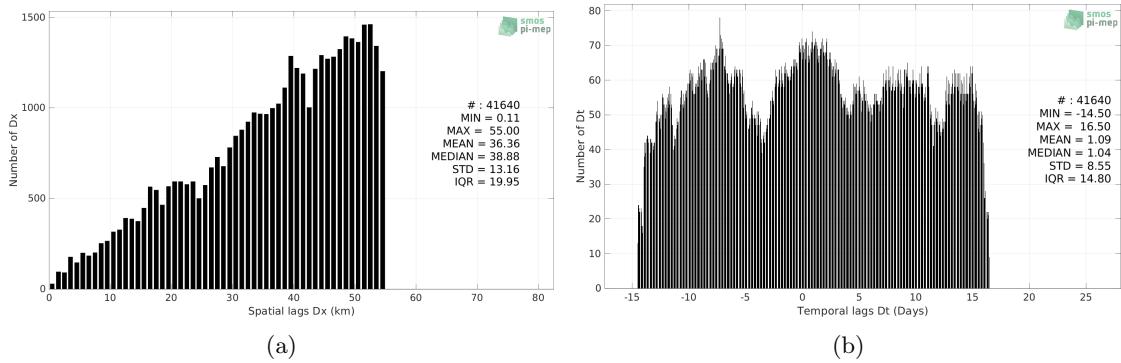 1500
1000
500
0
Number of Dx
0 10 20 30 40 50 60 70 80
Spatial lags Dx (km)
smos
pi-mep
# : 41640
MIN = 0.11
MAX = 55.00
MEAN = 36.36
MEDIAN = 38.88
STD = 13.16
IQR = 19.95
(a)
80
70
60
50
40
30
20
10
0
Number of Dt
-15 -10 -5 0 5 10 15 20 25
Temporal lags Dt (Days)
smos
pi-mep
# : 41640
MIN = -14.50
MAX = 16.50
MEAN = 1.09
MEDIAN = 1.04
STD = 8.55
IQR = 14.80
(b)